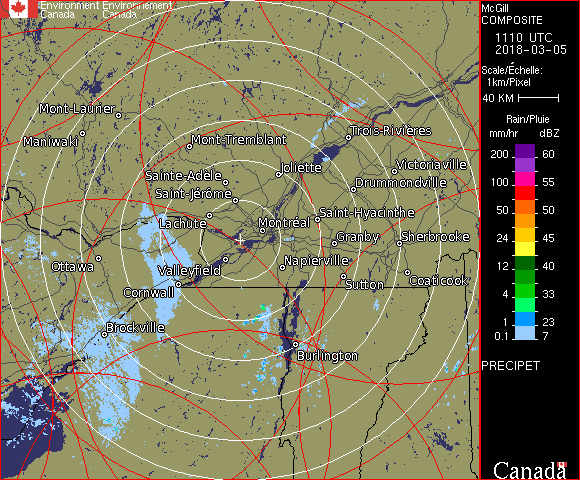 Environment Environnement
Canada Canada
McGill
COMPOSITE
1110 UTC
2018-03-05
Scale/Échelle:
1km/Pixel
40 KM
Rain/Pluie
mm/hr dBZ
200 60
100 55
50 50
24 45
12 40
4 33
1 23
0.1 7
PRECIPET
Canada
Mont-Laurier
Maniwaki
Mont-Tremblant
Trois-Rivières
Joliette
Victoriaville
Sainte-Adèle
Drummondville
Saint-Jérôme
Lachute
Saint-Hyacinthe
Montréal
Granby
Sherbrooke
Ottawa
Valleyfield
Napierville
Cornwall
Sutton
Coaticook
Brockville
Burlington